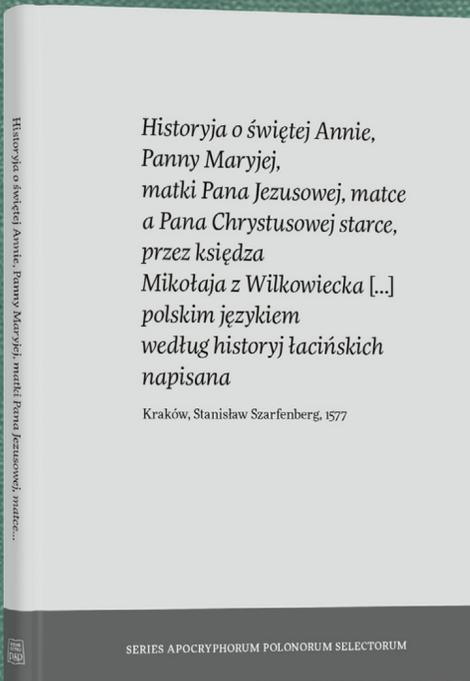 Historyja o świętej Annie, Panny Maryjej, matki Pana Jezusowej, matce...
Historyja o świętej Annie,
Panny Maryjej,
matki Pana Jezusowej, matce
a Pana Chrystusowej starce,
przez księdza
Mikołaja z Wilkowiecka [...]
polskim językiem
według historyj łacińskich
napisana
Kraków, Stanisław Szarfenberg, 1577
SERIES APOCRYPHORUM POLONORUM SELECTORUM